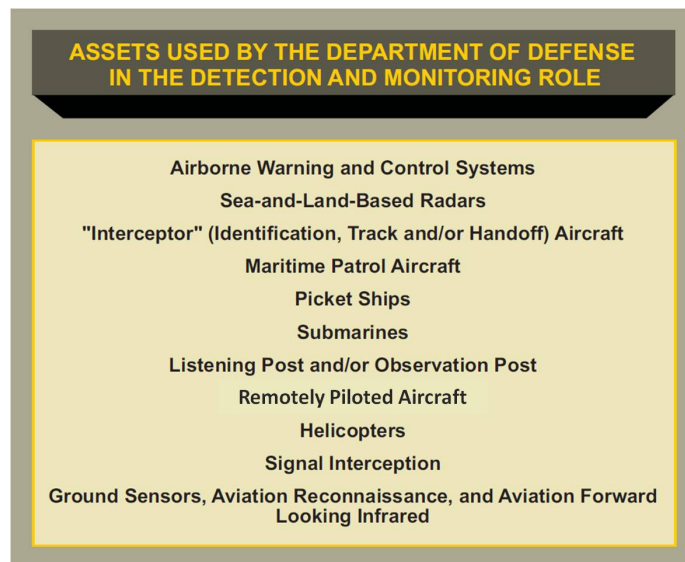 ASSETS USED BY THE DEPARTMENT OF DEFENSE
IN THE DETECTION AND MONITORING ROLE
Airborne Warning and Control Systems
Sea-and-Land-Based Radars
"Interceptor" (Identification, Track and/or Handoff) Aircraft
Maritime Patrol Aircraft
Picket Ships
Submarines
Listening Post and/or Observation Post
Remotely Piloted Aircraft
Helicopters
Signal Interception
Ground Sensors, Aviation Reconnaissance, and Aviation Forward
Looking Infrared